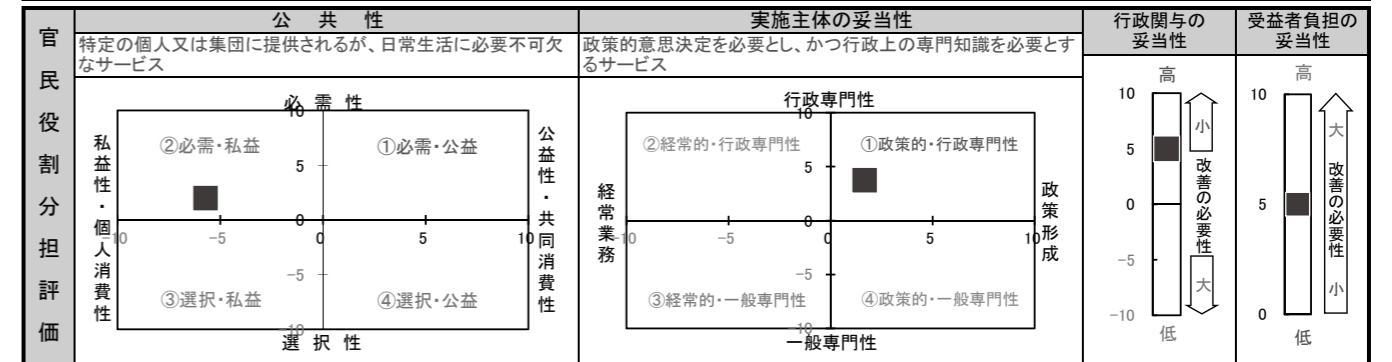 官民役割分担評価
公共性
特定の個人又は集団に提供されるが、日常生活に必要不可欠
なサービス
必需性
10
私益性・個人消費性
②必需・私益
①必需・公益
公益性・共同消費性
5
0
-10
-5
0
5
10
-5
③選択・私益
④選択・公益
-10
選択性
実施主体の妥当性
政策的意思決定を必要とし、かつ行政上の専門知識を必要とす
るサービス
行政専門性
10
②経常的・行政専門性
①政策的・行政専門性
5
経常業務
政策形成
0
-10
-5
0
5
10
-5
③経常的・一般専門性
④政策的・一般専門性
-10
一般専門性
行政関与の
妥当性
高
10
5
0
-5
-10
低
小
改善の必要性
大
受益者負担の
妥当性
高
10
5
0
低
大
改善の必要性
小